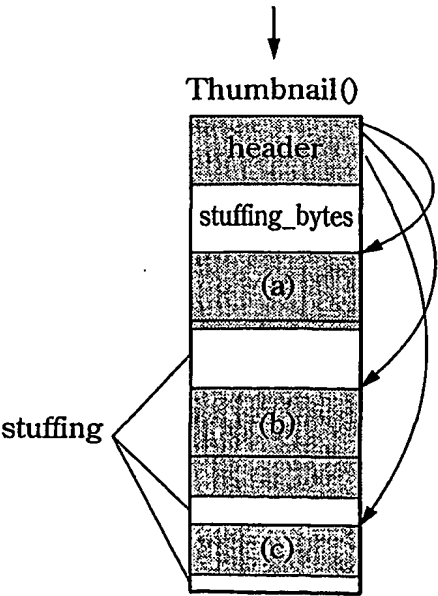 Thumbnail()
header
stuffing_bytes
(a)
(b)
stuffing
(c)